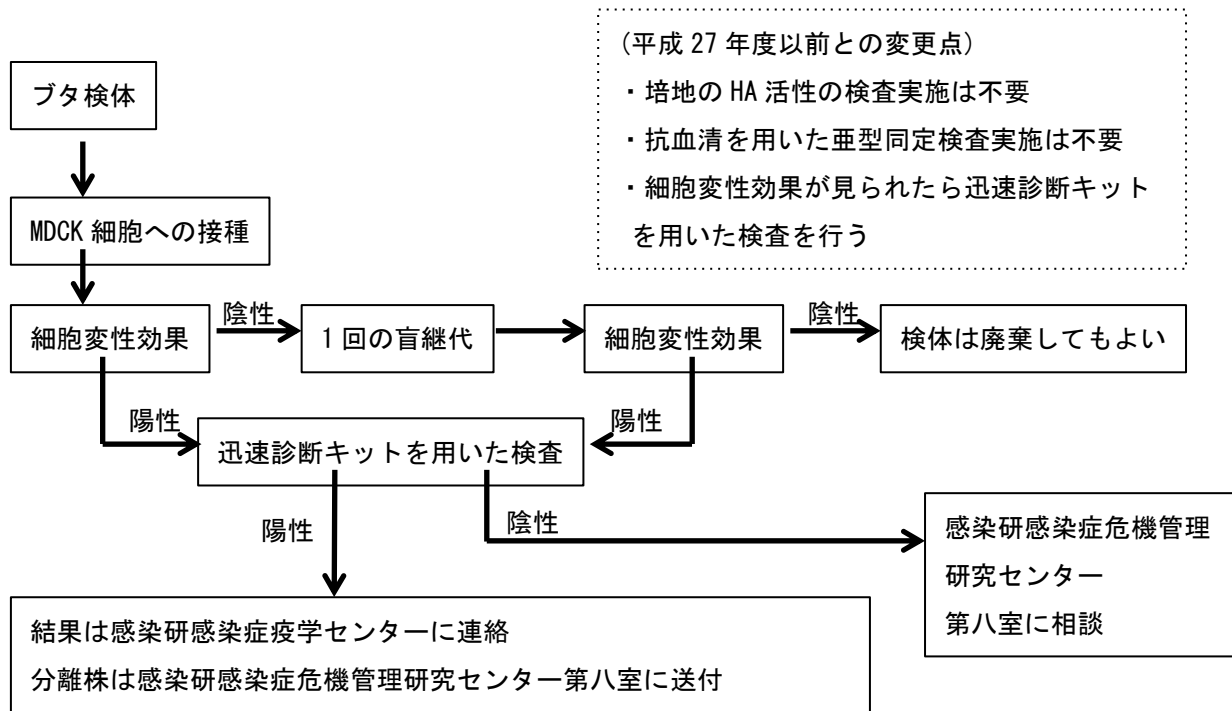 (平成 27 年度以前との変更点)
・培地の HA 活性の検査実施は不要
・抗血清を用いた亜型同定検査実施は不要
・細胞変性効果が見られたら迅速診断キット
を用いた検査を行う
ブタ検体
MDCK 細胞への接種
細胞変性効果
陰性
1 回の盲継代
細胞変性効果
陰性
検体は廃棄してもよい
陽性
陽性
迅速診断キットを用いた検査
陽性
陰性
感染研感染症危機管理
研究センター
第八室に相談
結果は感染研感染症疫学センターに連絡
分離株は感染研感染症危機管理研究センター第八室に送付